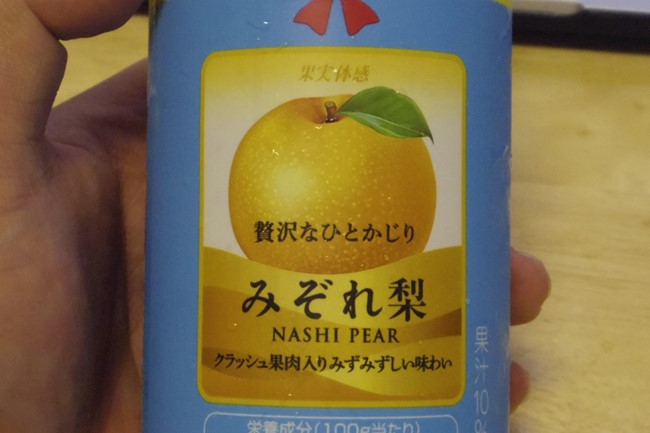 果実体感
贅沢なひとかじり
みぞれ梨
NASHI PEAR
クラッシュ果肉入りみずみずしい味わい
果汁10%
栄養成分(100g当たり)